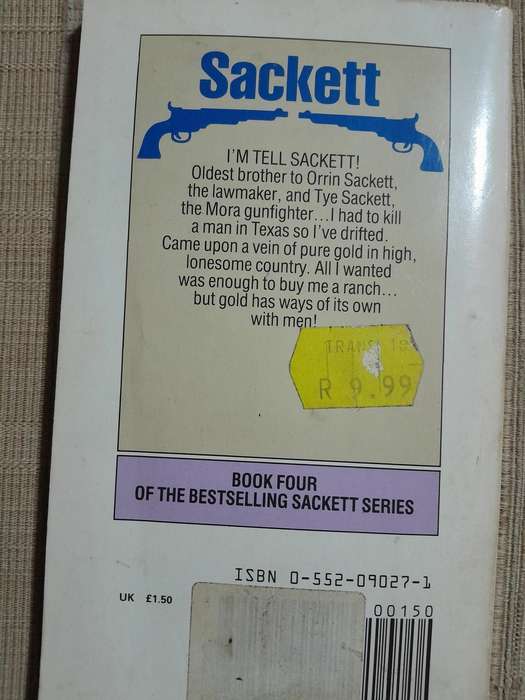 Sackett
I'M TELL SACKETT!
Oldest brother to Orrin Sackett,
the lawmaker, and Tye Sackett,
the Mora gunfighter...I had to kill
a man in Texas so I've drifted.
Came upon a vein of pure gold in high,
lonesome country. All I wanted
was enough to buy me a ranch...
but gold has ways of its own
with men!
R 9.99
BOOK FOUR
OF THE BESTSELLING SACKETT SERIES
ISBN 0-552-09027-1
UK £1.50
00150